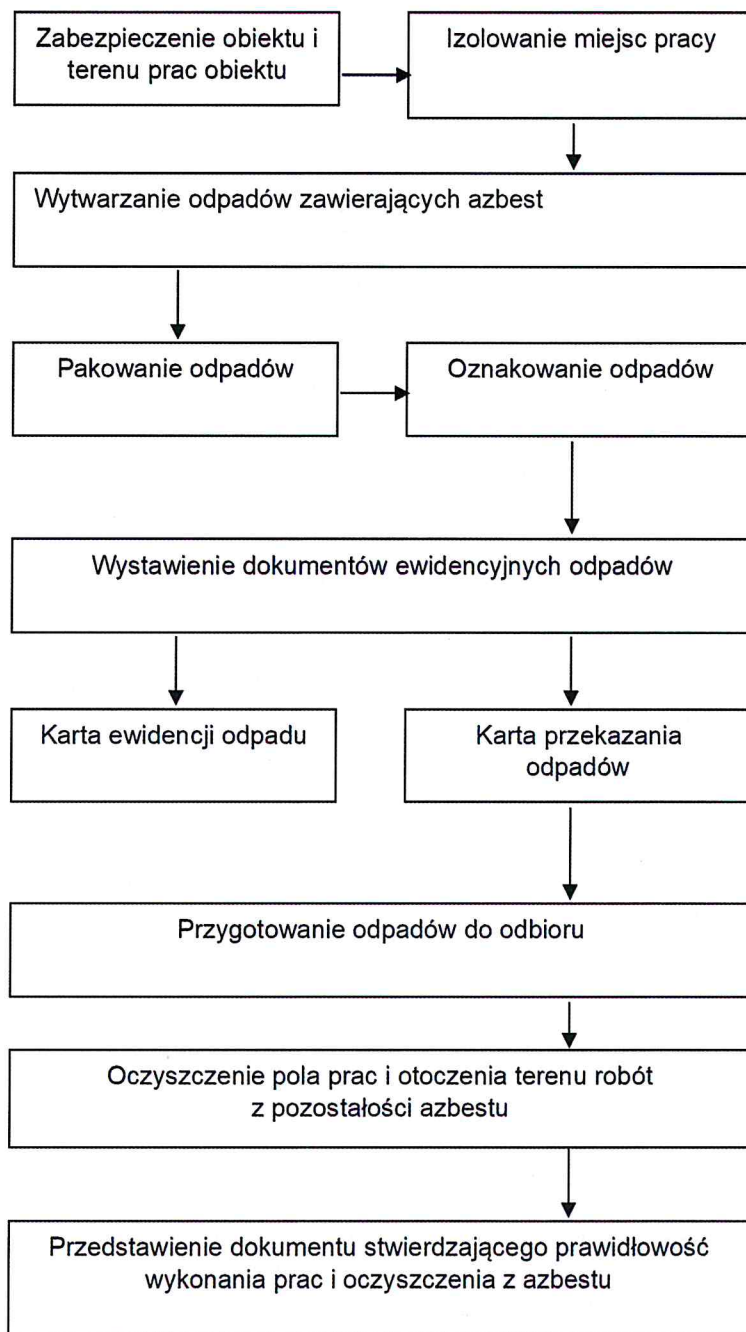 Zabezpieczenie obiektu i
terenu prac obiektu
Izolowanie miejsc pracy
Wytwarzanie odpadów zawierających azbest
Pakowanie odpadów
Oznakowanie odpadów
Wystawienie dokumentów ewidencyjnych odpadów
Karta ewidencji odpadu
Karta przekazania
odpadów
Przygotowanie odpadów do odbioru
Oczyszczenie pola prac i otoczenia terenu robót
z pozostałości azbestu
Przedstawienie dokumentu stwierdzającego prawidłowość
wykonania prac i oczyszczenia z azbestu